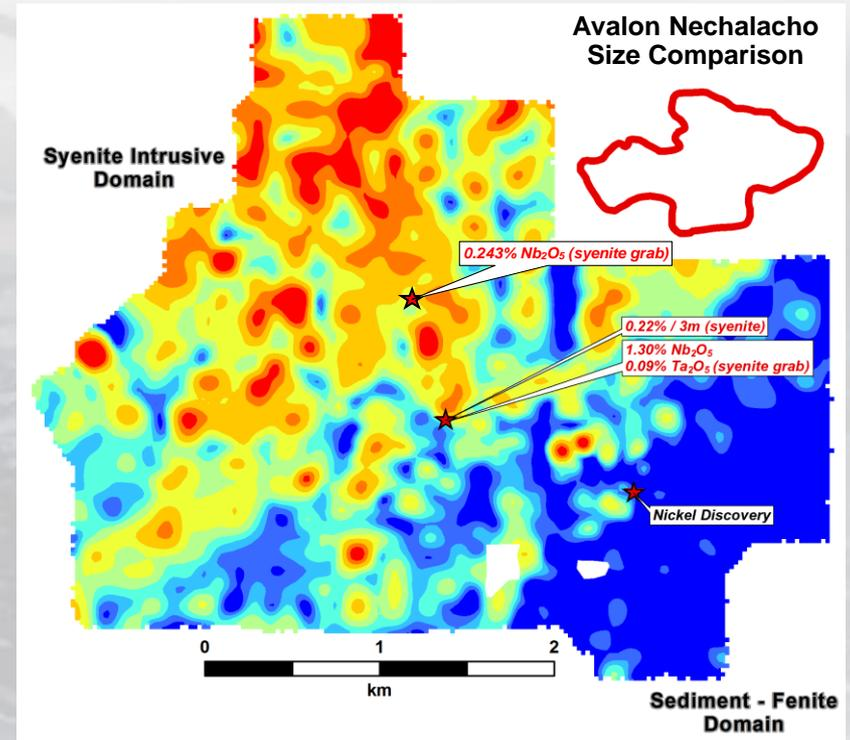 Avalon Nechalacho
Size Comparison
Syenite Intrusive
Domain
0.243% Nb₂O₅ (syenite grab)
0.22% / 3m (syenite)
1.30% Nb₂O₅
0.09% Ta₂O₅ (syenite grab)
Nickel Discovery
0 1 2
km
Sediment - Fenite
Domain